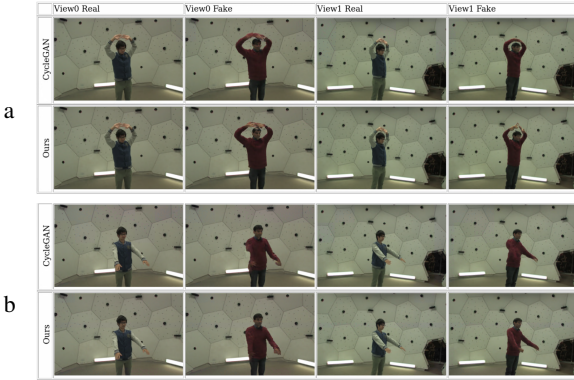 View0 Real View0 Fake View1 Real View1 Fake
a
CycleGAN
Ours
b
CycleGAN
Ours